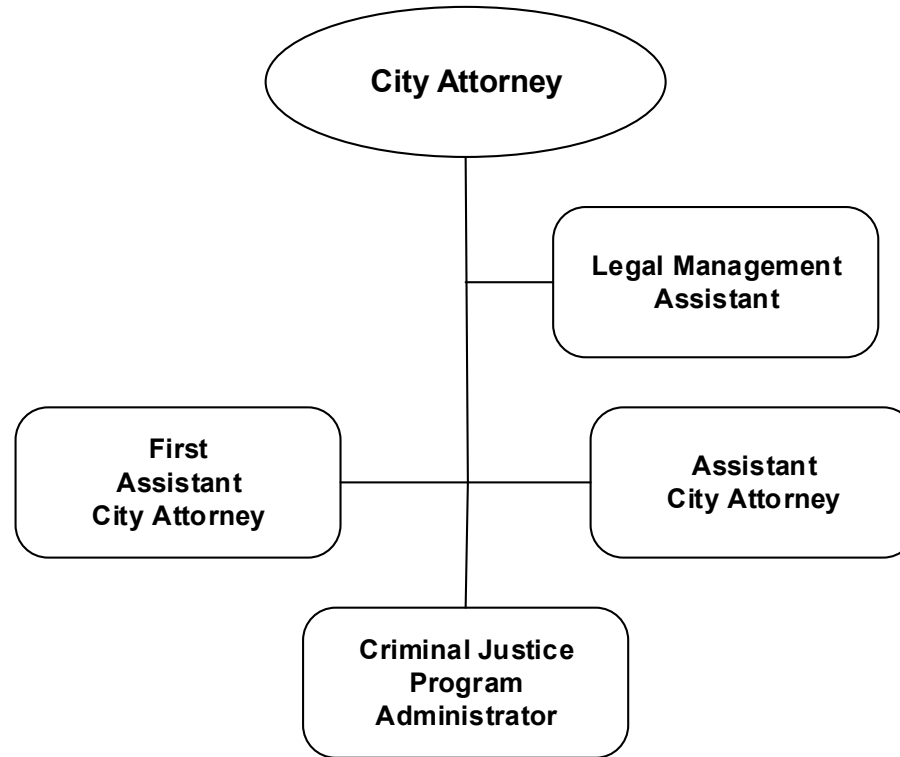 City Attorney
Legal Management
Assistant
First
Assistant
City Attorney
Assistant
City Attorney
Criminal Justice
Program
Administrator